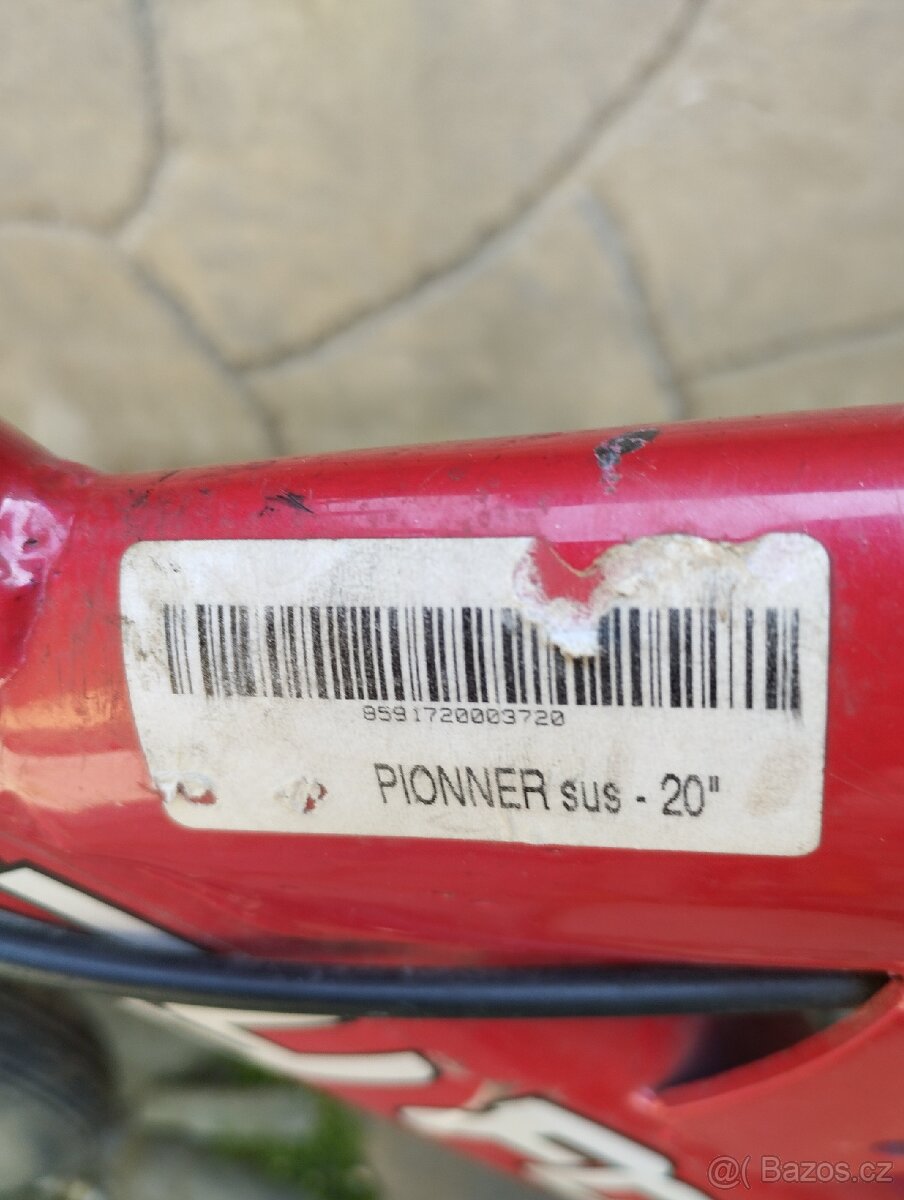 8591720003720
PIONNER sus - 20"
@( Bazos.cz